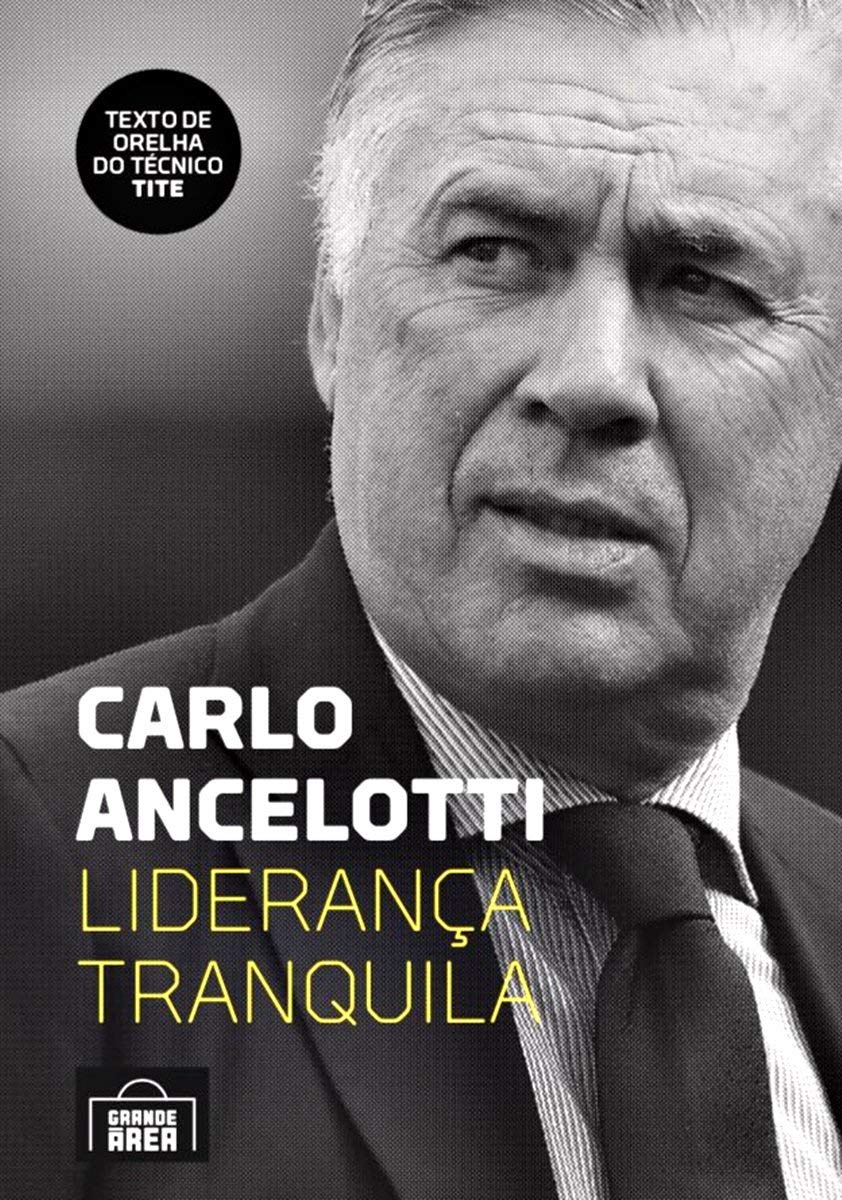 TEXTO DE
ORELHA
DO TÉCNICO
TITE
CARLO
ANCELOTTI
LIDERANÇA
TRANQUILA
GRANDE
ÁREA